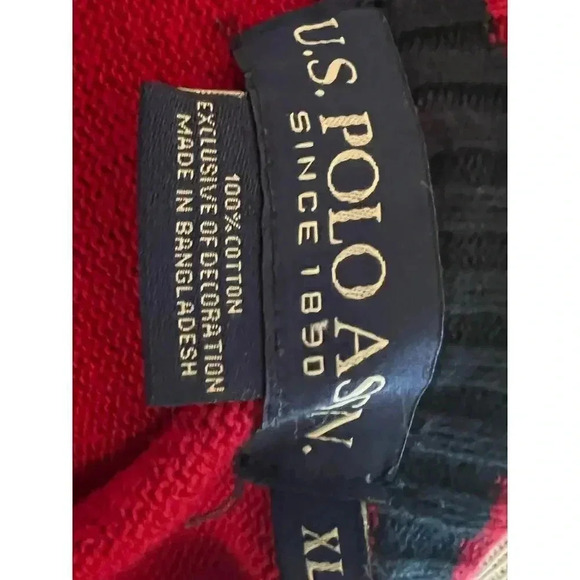 U.S. POLO ASSN.
SINCE 1890
XL
100% COTTON
EXCLUSIVE OF DECORATION
MADE IN BANGLADESH